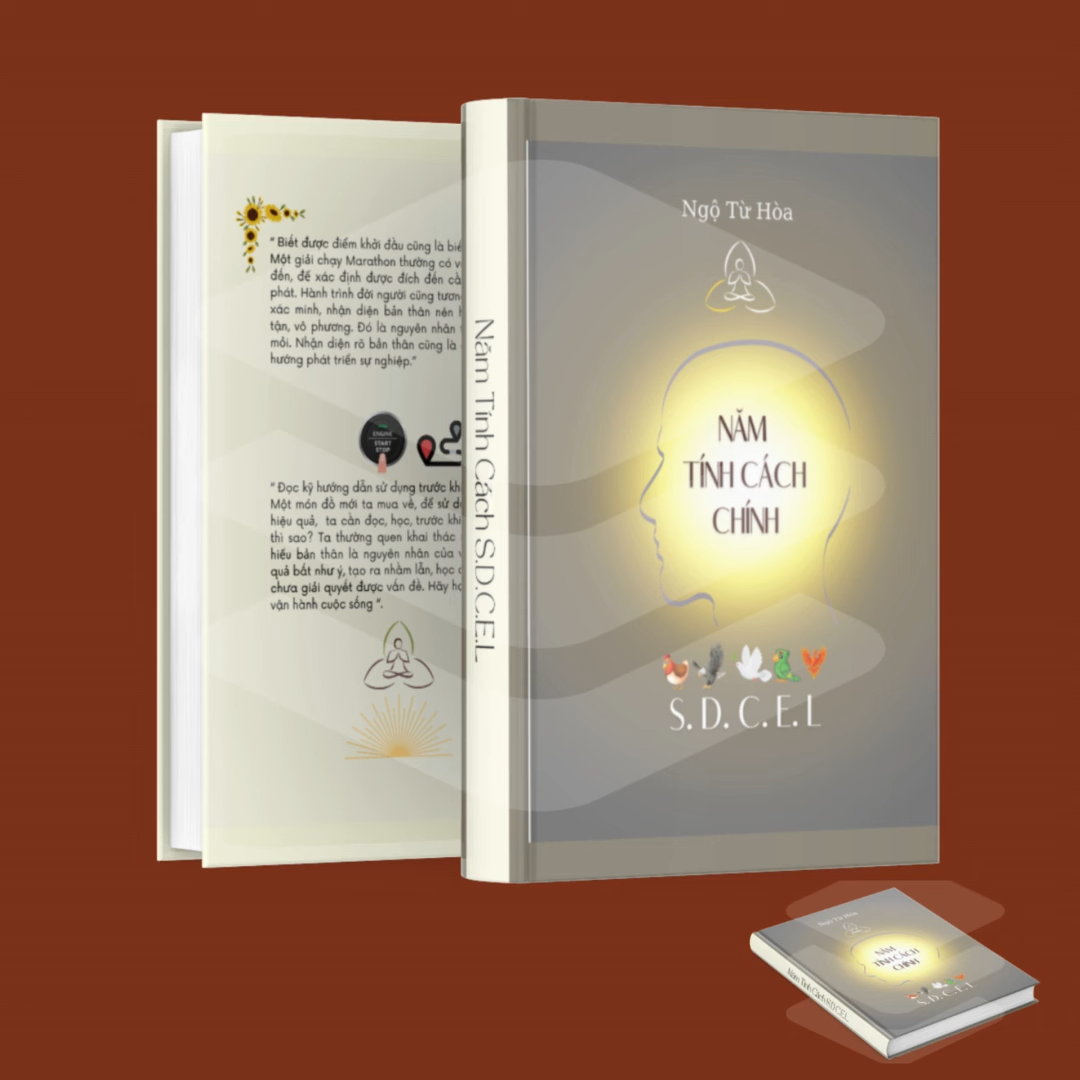 “ Biết được điểm khởi đầu cũng là
Một giải chạy Marathon thường có
đến, để xác định được đích đến
phát. Hành trình đời người cũng
xác minh, nhận diện bản thân nên
tận, vô phương. Đó là nguyên nhân
mỏi. Nhận diện rõ bản thân cũng là
hướng phát triển sự nghiệp.”
ENGINE
START
STOP
“ Đọc kỹ hướng dẫn sử dụng trước
Một món đồ mới ta mua về, để sử
hiệu quả, ta cần đọc, học, trước khi
thì sao? Ta thường quen khai thác
hiểu bản thân là nguyên nhân của
quả bất như ý, tạo ra nhầm lẫn, học
chưa giải quyết được vấn đề. Hãy
vận hành cuộc sống “.
Năm Tính Cách S.D.C.E.L
Ngộ Từ Hòa
NĂM
TÍNH CÁCH
CHÍNH
S. D. C. E. L
Ngộ Từ Hòa
NĂM
TÍNH CÁCH
CHÍNH
S. D. C. E. L
Năm Tính Cách S.D.C.E.L